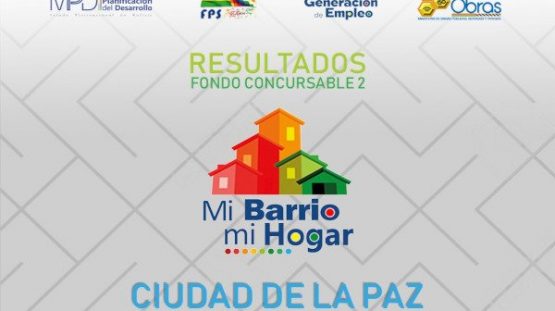 MPD
Planificación
del Desarrollo
FPS
Generación
de Empleo
Obras
RESULTADOS
FONDO CONCURSABLE 2
Mi Barrio
mi Hogar
CIUDAD DE LA PAZ